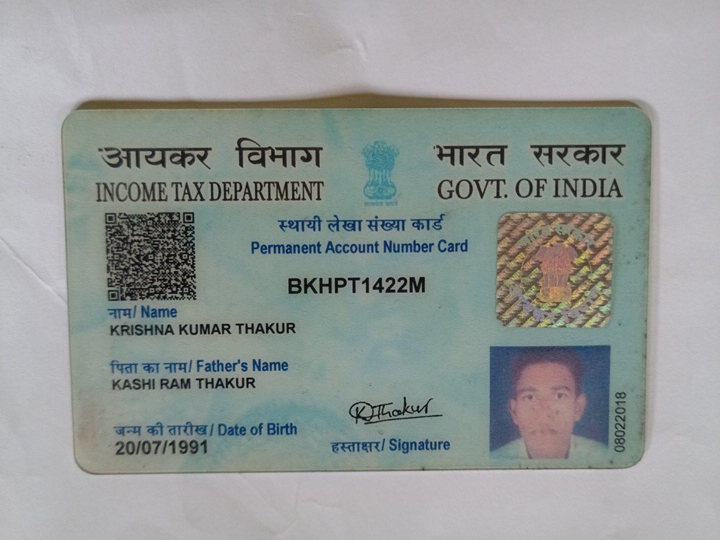 आयकर विभाग
INCOME TAX DEPARTMENT
भारत सरकार
GOVT. OF INDIA
स्थायी लेखा संख्या कार्ड
Permanent Account Number Card
BKHPT1422M
नाम/ Name
KRISHNA KUMAR THAKUR
पिता का नाम/ Father's Name
KASHI RAM THAKUR
जन्म की तारीख/ Date of Birth
20/07/1991
KJThakur
हस्ताक्षर/ Signature
08022018